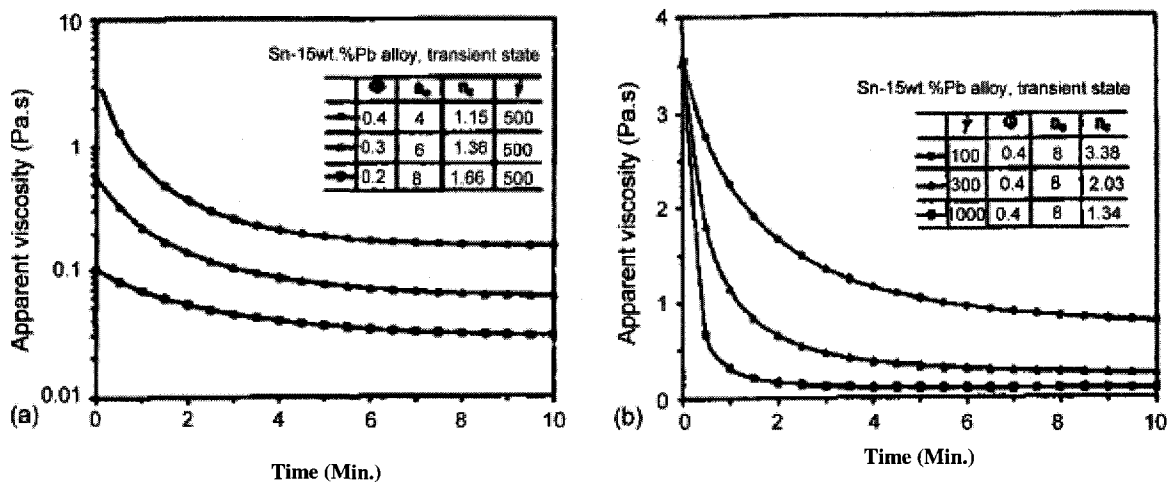 10
1
0.1
0.01
Apparent viscosity (Pa.s)
Sn-15wt.%Pb alloy, transient state
Φ n₀ nₑ γ̇
0.4 4 1.15 500
0.3 6 1.36 500
0.2 8 1.66 500
0 2 4 6 8 10
(a)
Time (Min.)
4
3
2
1
0
Apparent viscosity (Pa.s)
Sn-15wt.%Pb alloy, transient state
γ̇ Φ n₀ nₑ
100 0.4 8 3.38
300 0.4 8 2.03
1000 0.4 8 1.34
0 2 4 6 8 10
(b)
Time (Min.)